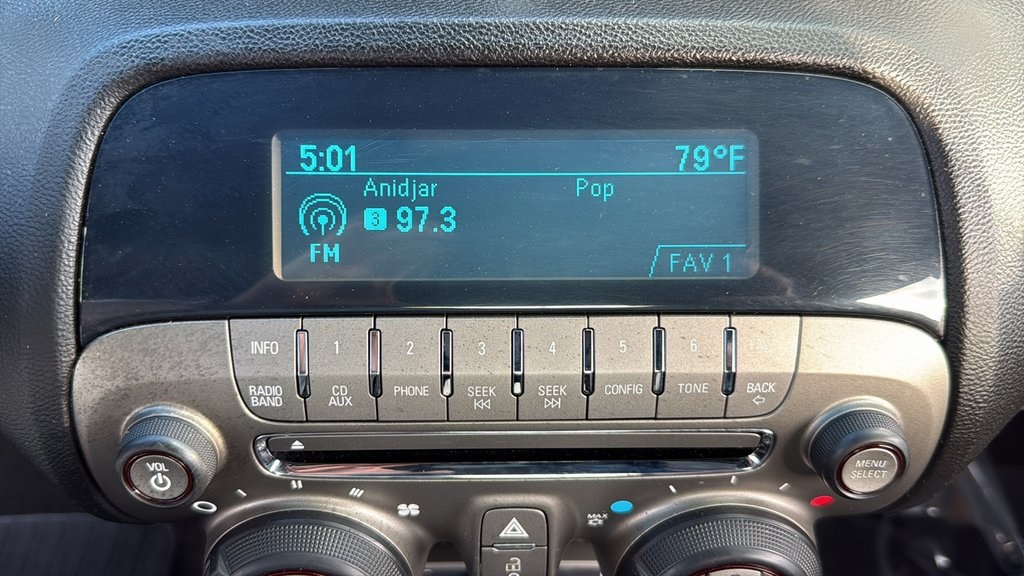 5:01 79°F
Anidjar Pop
3 97.3
FM
FAV 1
INFO 1 2 3 4 5 6
RADIO BAND CD AUX PHONE SEEK SEEK CONFIG TONE BACK
VOL
MENU SELECT
MAX